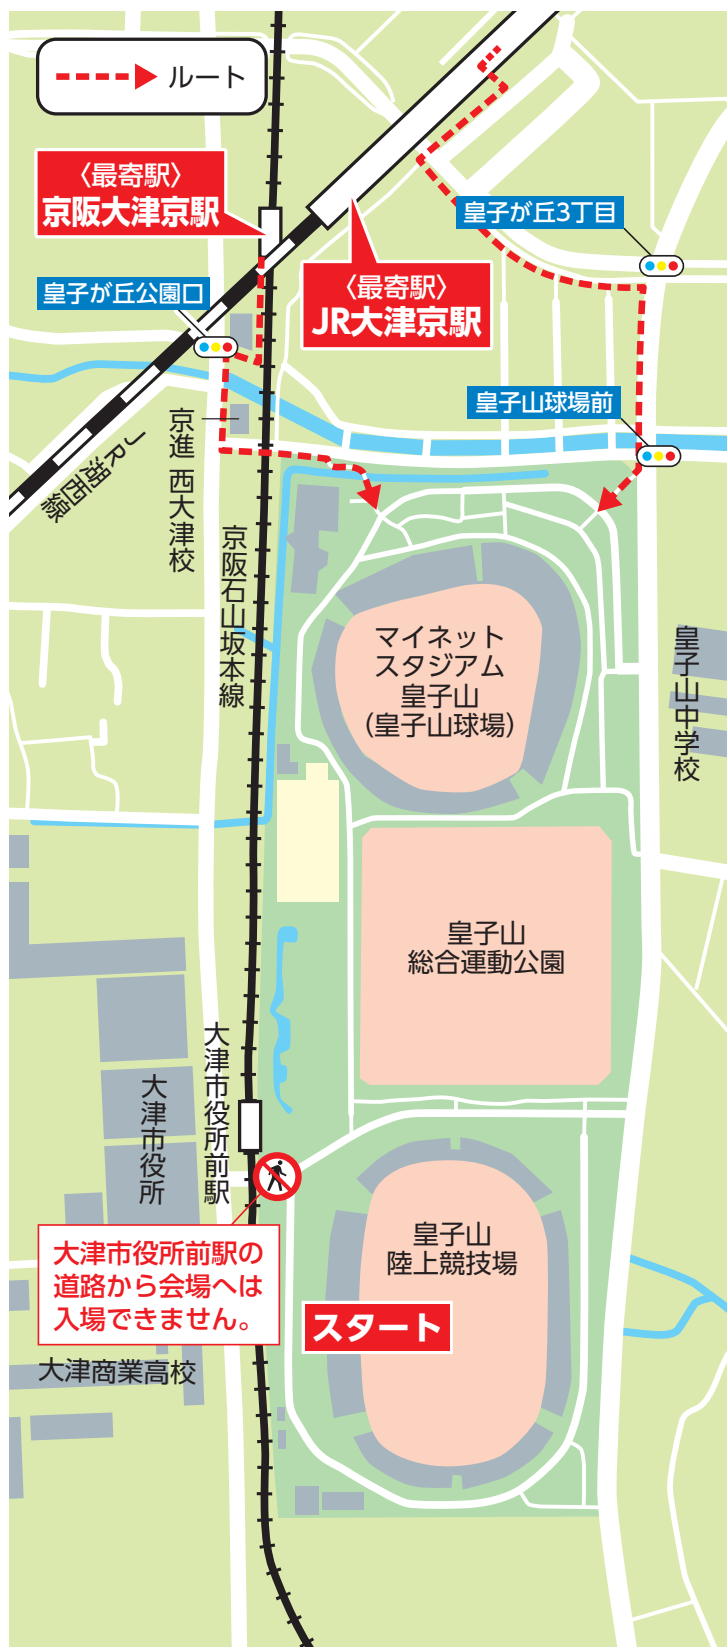 ルート
〈最寄駅〉
京阪大津京駅
皇子が丘3丁目
〈最寄駅〉
JR大津京駅
皇子が丘公園口
皇子山球場前
京進 西大津校
JR湖西線
京阪石山坂本線
マイネット
スタジアム
皇子山
(皇子山球場)
皇子山中学校
皇子山
総合運動公園
大津市役所前駅
大津市役所
大津市役所前駅の
道路から会場へは
入場できません。
皇子山
陸上競技場
スタート
大津商業高校